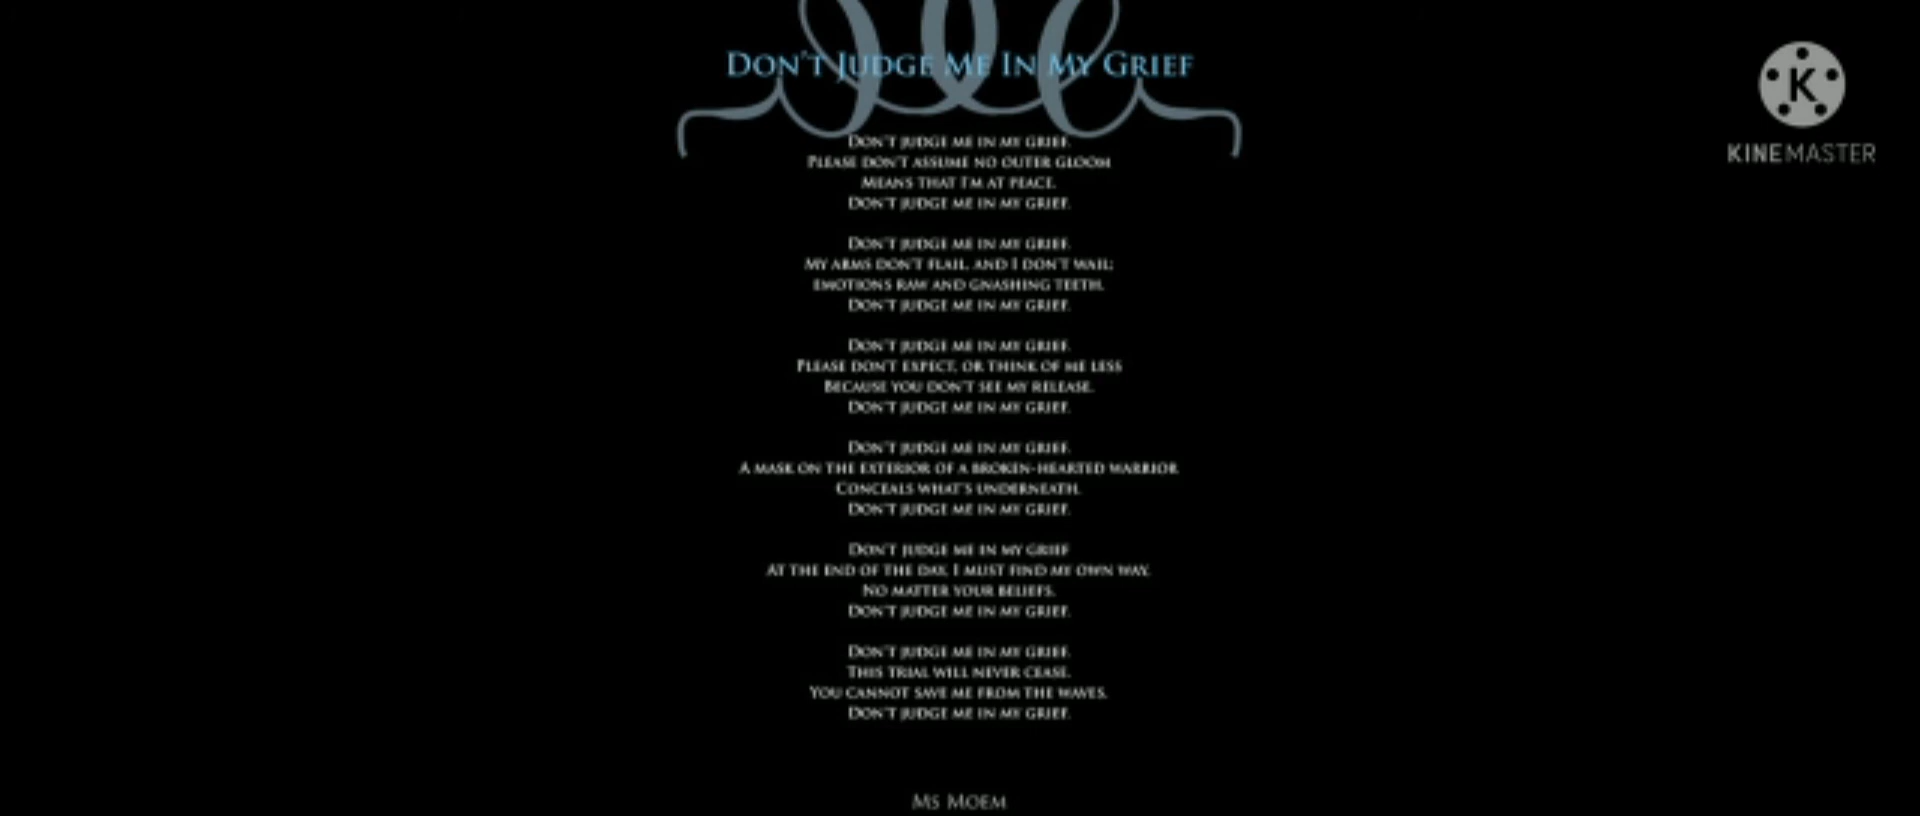 Don't Judge Me In My Grief
KINEMASTER
K
Don't judge me in my grief.
Please don't assume no outer gloom
Means that I'm at peace.
Don't judge me in my grief.
Don't judge me in my grief.
My arms don't flail, and I don't wail;
emotions raw and gnashing teeth.
Don't judge me in my grief.
Don't judge me in my grief.
Please don't expect, or think of me less
Because you don't see my release.
Don't judge me in my grief.
Don't judge me in my grief.
A mask on the exterior of a broken-hearted warrior
Conceals what's underneath.
Don't judge me in my grief.
Don't judge me in my grief
At the end of the day, I must find my own way,
No matter your beliefs.
Don't judge me in my grief.
Don't judge me in my grief.
This trial will never cease.
You cannot save me from the waves.
Don't judge me in my grief.
Ms Moem